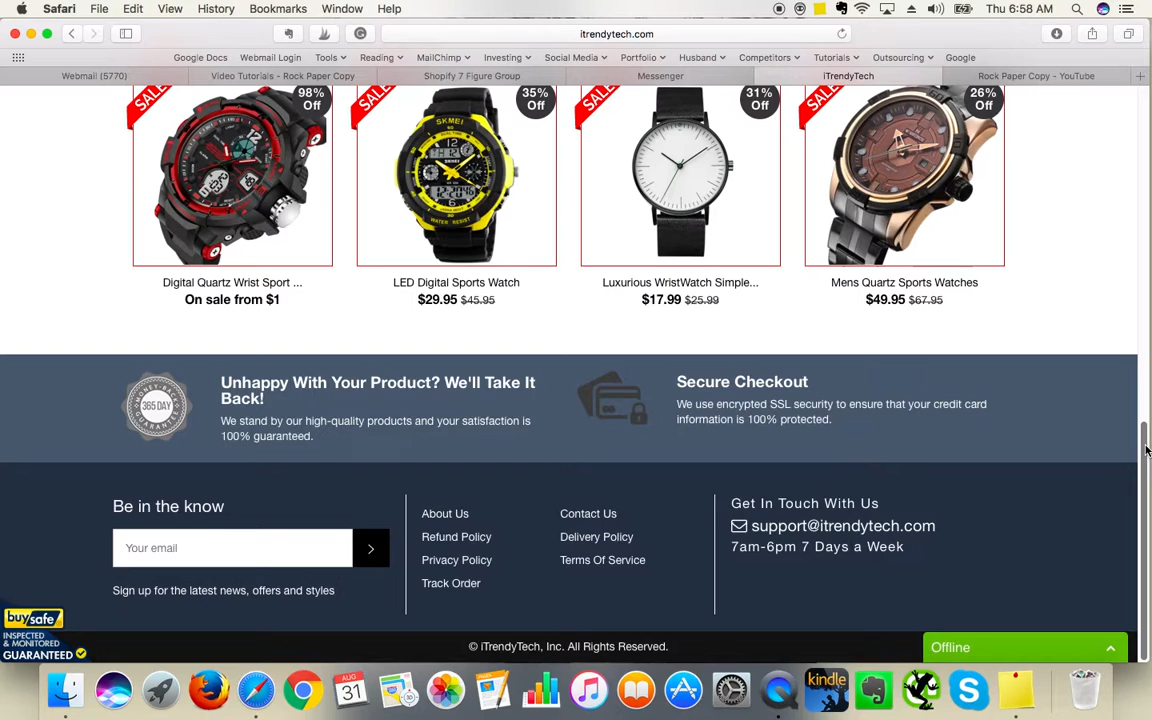 Safari File Edit View History Bookmarks Window Help Thu 6:58 AM
itrendytech.com
Google Docs Webmail Login Tools Reading MailChimp Investing Social Media Portfolio Husband Competitors Tutorials Outsourcing Google
Webmail (5770) Video Tutorials - Rock Paper Copy Shopify 7 Figure Group Messenger iTrendyTech Rock Paper Copy - YouTube
SALE 98% Off SALE 35% Off SALE 31% Off SALE 26% Off
SKMEI
WATER RESIST
Digital Quartz Wrist Sport ... LED Digital Sports Watch Luxurious WristWatch Simple... Mens Quartz Sports Watches
On sale from $1 $29.95 $45.95 $17.99 $25.99 $49.95 $67.95
MONEY-BACK
365 DAY
GUARANTEE
Unhappy With Your Product? We'll Take It
Back!
We stand by our high-quality products and your satisfaction is
100% guaranteed.
Secure Checkout
We use encrypted SSL security to ensure that your credit card
information is 100% protected.
Be in the know
Your email
Sign up for the latest news, offers and styles
About Us Contact Us
Refund Policy Delivery Policy
Privacy Policy Terms Of Service
Track Order
Get In Touch With Us
support@itrendytech.com
7am-6pm 7 Days a Week
buySafe
INSPECTED
& MONITORED
GUARANTEED
© iTrendyTech, Inc. All Rights Reserved.
Offline
AUG
31
kindle